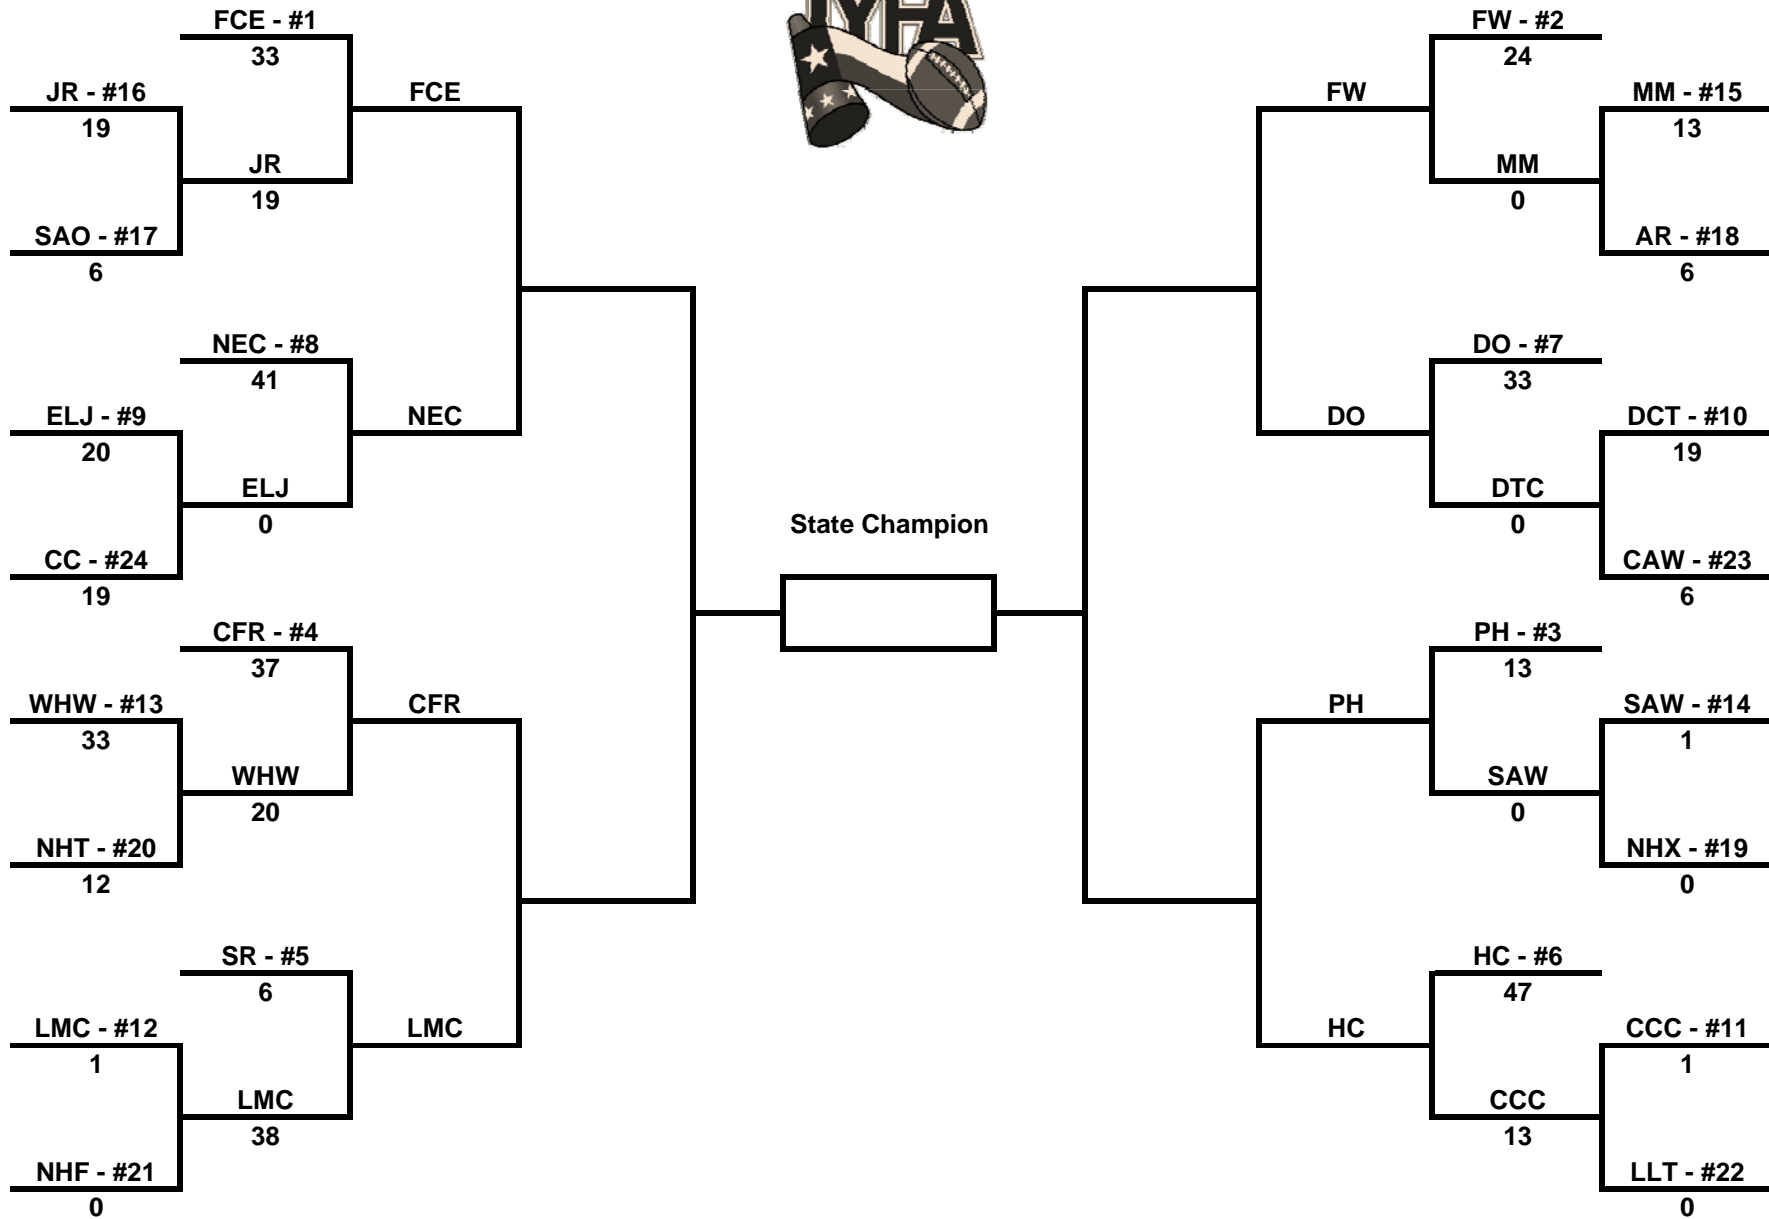 IYFA
FCE - #1
33
JR - #16
19
JR
19
SAO - #17
6
FCE
NEC - #8
41
ELJ - #9
20
ELJ
0
CC - #24
19
NEC
CFR - #4
37
WHW - #13
33
WHW
20
NHT - #20
12
CFR
SR - #5
6
LMC - #12
1
LMC
38
NHF - #21
0
LMC
State Champion
FW - #2
24
FW
MM - #15
13
MM
0
AR - #18
6
DO - #7
33
DO
DCT - #10
19
DTC
0
CAW - #23
6
PH - #3
13
PH
SAW - #14
1
SAW
0
NHX - #19
0
HC - #6
47
HC
CCC - #11
1
CCC
13
LLT - #22
0